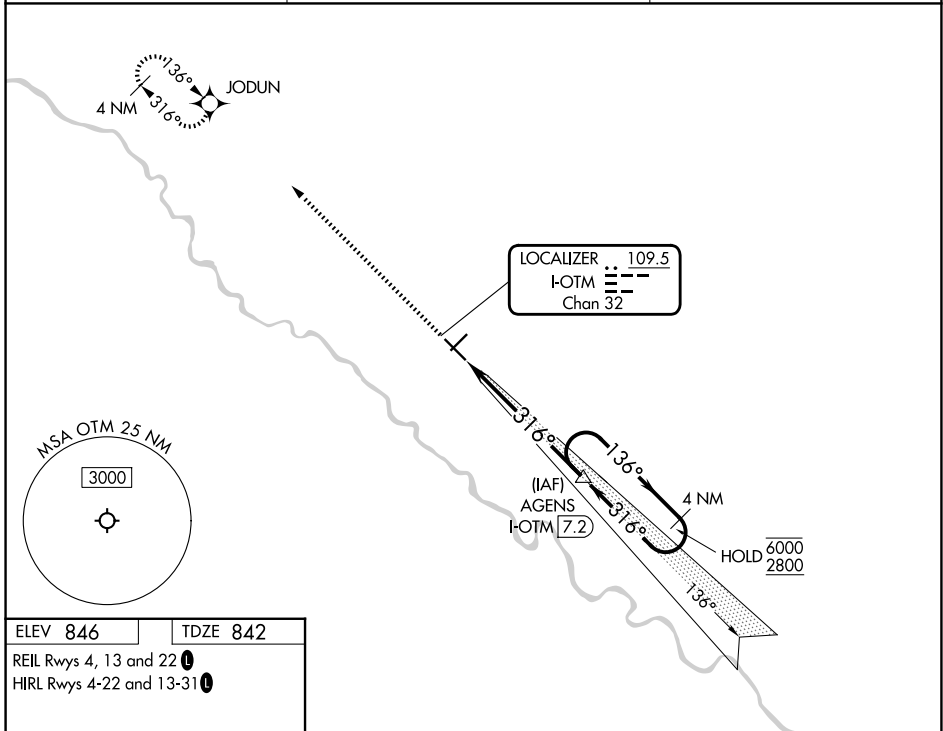 136°
JODUN
4 NM
316°
LOCALIZER 109.5
I-OTM
Chan 32
MSA OTM 25 NM
3000
316°
136°
(IAF)
AGENS
I-OTM 7.2
4 NM
316°
HOLD 6000
2800
136°
ELEV 846
TDZE 842
REIL Rwys 4, 13 and 22 L
HIRL Rwys 4-22 and 13-31 L